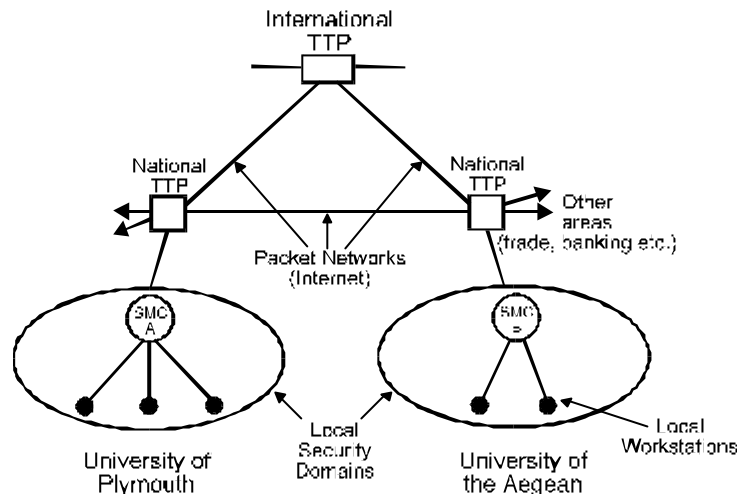 International
TTP
National
TTP
National
TTP
Other
areas
(trade, banking etc.)
Packet Networks
(Internet)
SMC
A
SMC
Local
Security
Domains
Local
Workstations
University of
Plymouth
University of
the Aegean